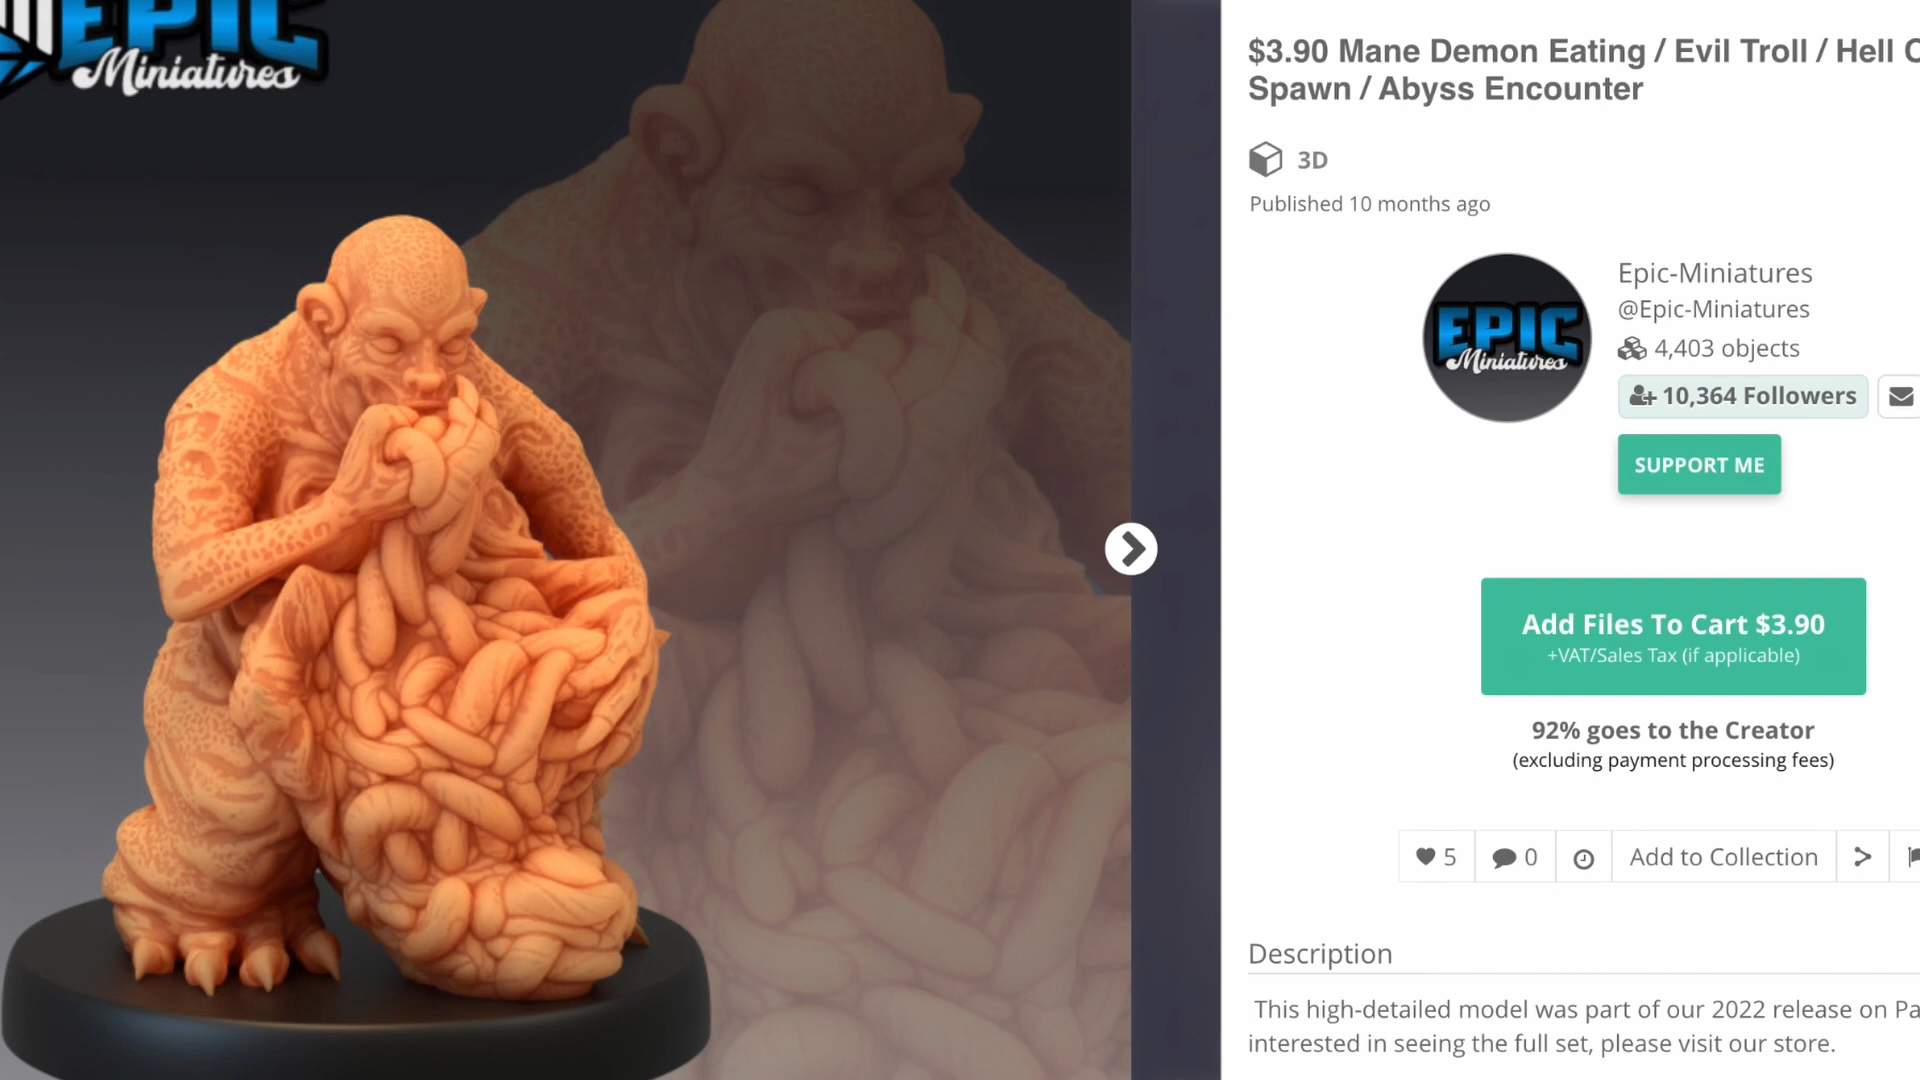 EPIC
Miniatures
$3.90 Mane Demon Eating / Evil Troll / Hell
Spawn / Abyss Encounter
3D
Published 10 months ago
Epic-Miniatures
@Epic-Miniatures
EPIC
Miniatures
4,403 objects
10,364 Followers
SUPPORT ME
Add Files To Cart $3.90
+VAT/Sales Tax (if applicable)
92% goes to the Creator
(excluding payment processing fees)
5
0
Add to Collection
Description
This high-detailed model was part of our 2022 release on Pa
interested in seeing the full set, please visit our store.